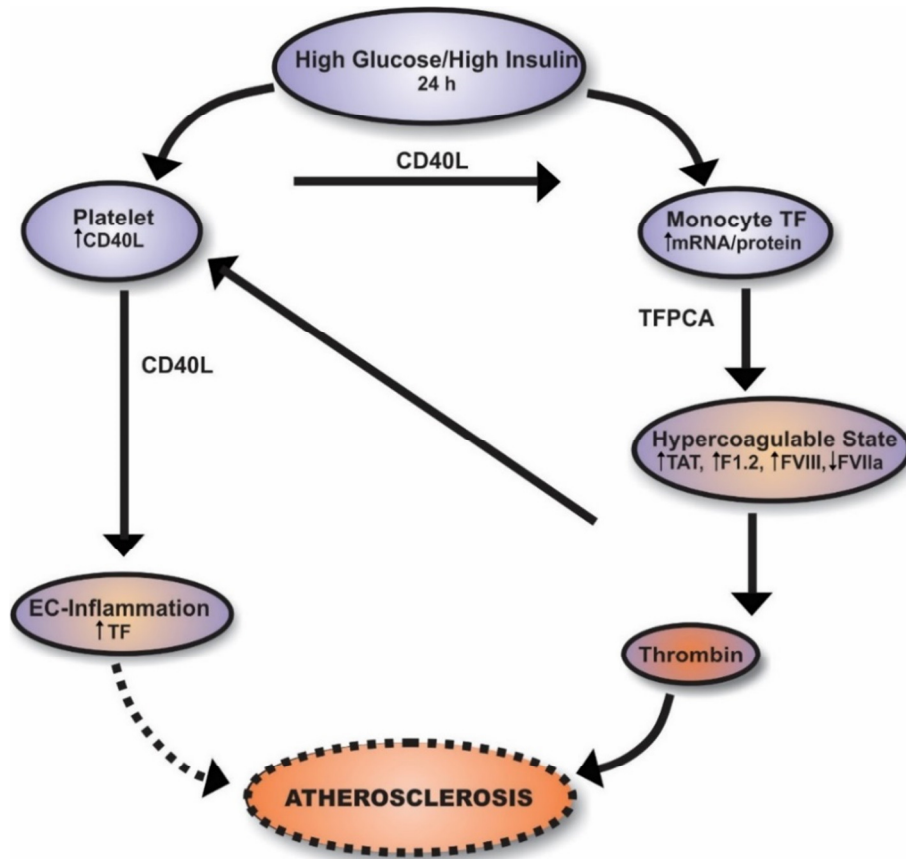 High Glucose/High Insulin
24 h
CD40L
Platelet
↑CD40L
Monocyte TF
↑mRNA/protein
TFPCA
CD40L
Hypercoagulable State
↑TAT, ↑F1.2, ↑FVIII,↓FVIIa
EC-Inflammation
↑TF
Thrombin
ATHEROSCLEROSIS